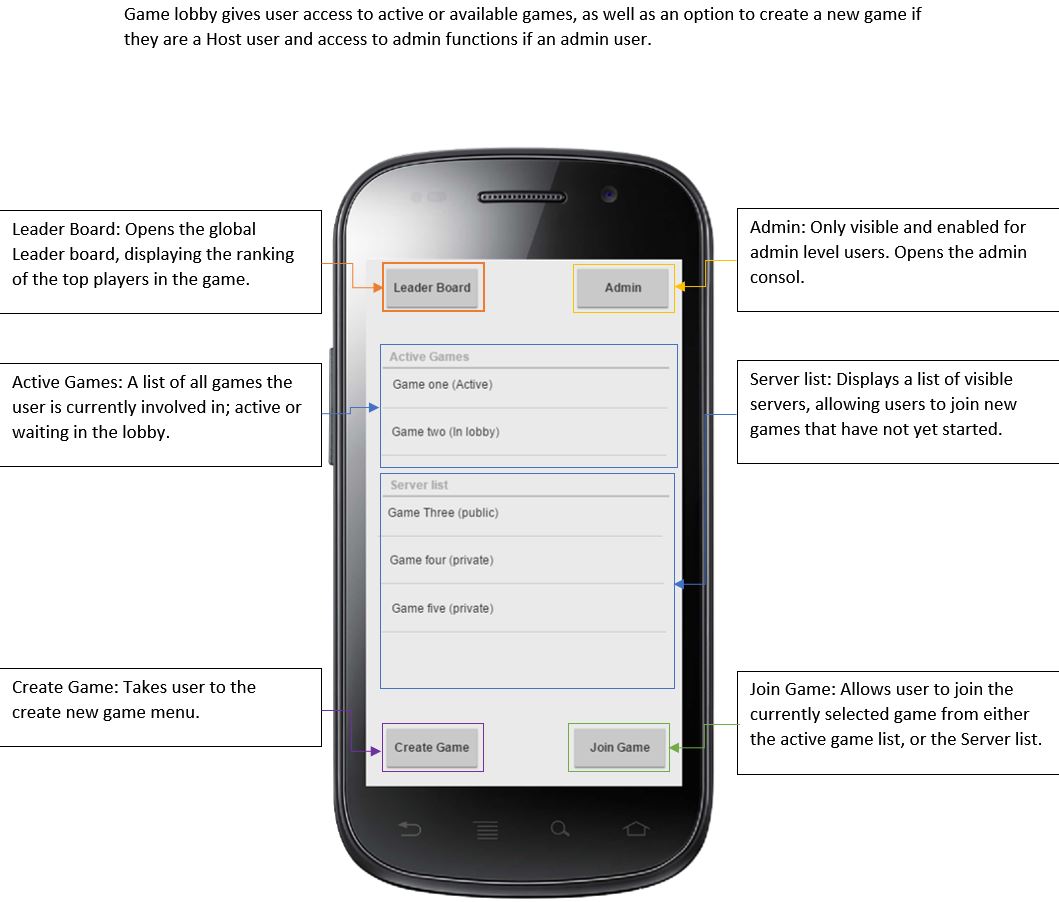 Game lobby gives user access to active or available games, as well as an option to create a new game if
they are a Host user and access to admin functions if an admin user.
Leader Board: Opens the global
Leader board, displaying the ranking
of the top players in the game.
Admin: Only visible and enabled for
admin level users. Opens the admin
consol.
Leader Board
Admin
Active Games: A list of all games the
user is currently involved in; active or
waiting in the lobby.
Active Games
Game one (Active)
Game two (In lobby)
Server list: Displays a list of visible
servers, allowing users to join new
games that have not yet started.
Server list
Game Three (public)
Game four (private)
Game five (private)
Create Game: Takes user to the
create new game menu.
Create Game
Join Game
Join Game: Allows user to join the
currently selected game from either
the active game list, or the Server list.